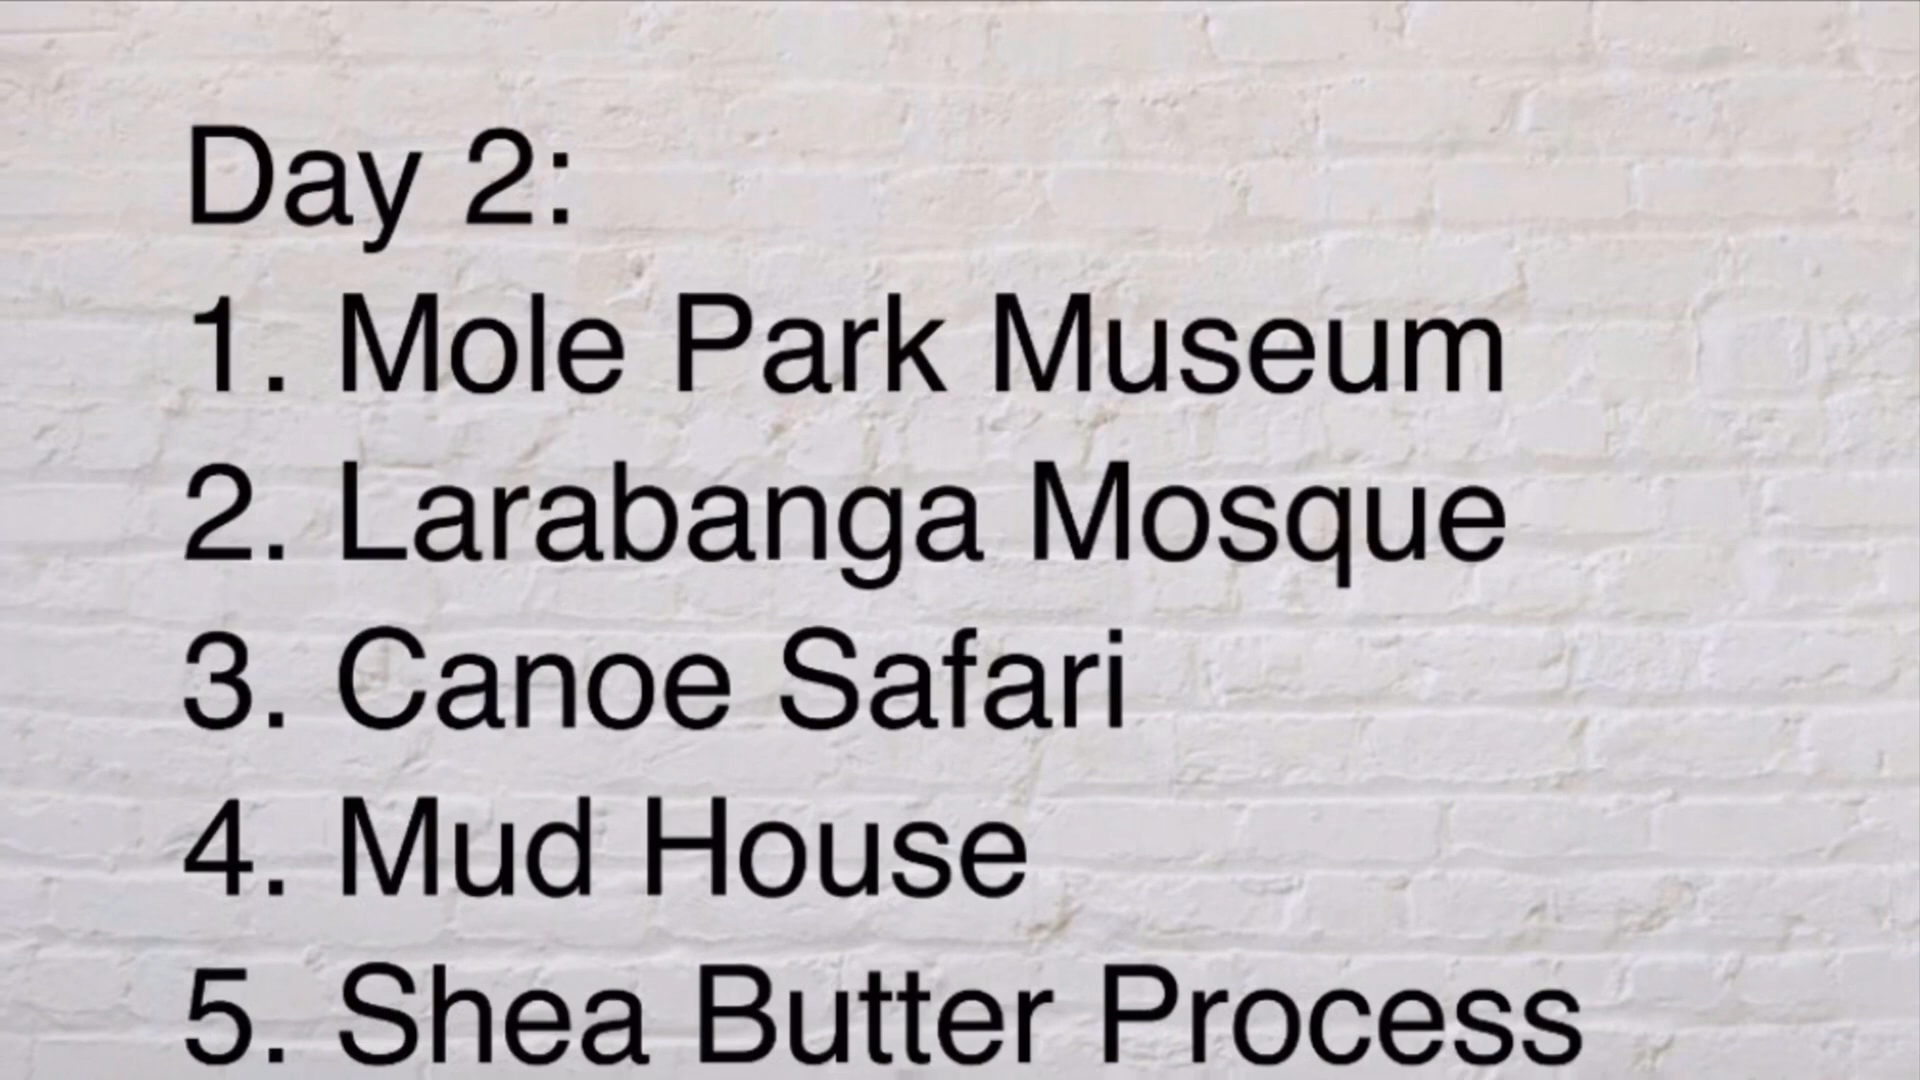 Day 2:
1. Mole Park Museum
2. Larabanga Mosque
3. Canoe Safari
4. Mud House
5. Shea Butter Process